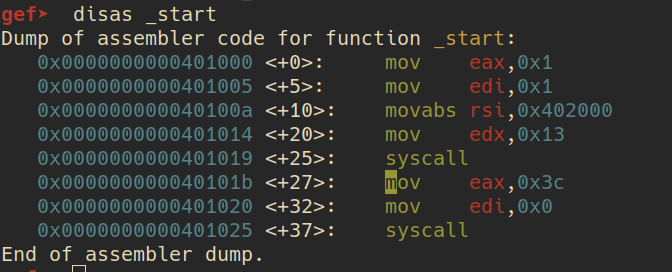 gef➤  disas _start
Dump of assembler code for function _start:
   0x0000000000401000 <+0>:     mov    eax,0x1
   0x0000000000401005 <+5>:     mov    edi,0x1
   0x000000000040100a <+10>:    movabs rsi,0x402000
   0x0000000000401014 <+20>:    mov    edx,0x13
   0x0000000000401019 <+25>:    syscall
   0x000000000040101b <+27>:    mov    eax,0x3c
   0x0000000000401020 <+32>:    mov    edi,0x0
   0x0000000000401025 <+37>:    syscall
End of assembler dump.